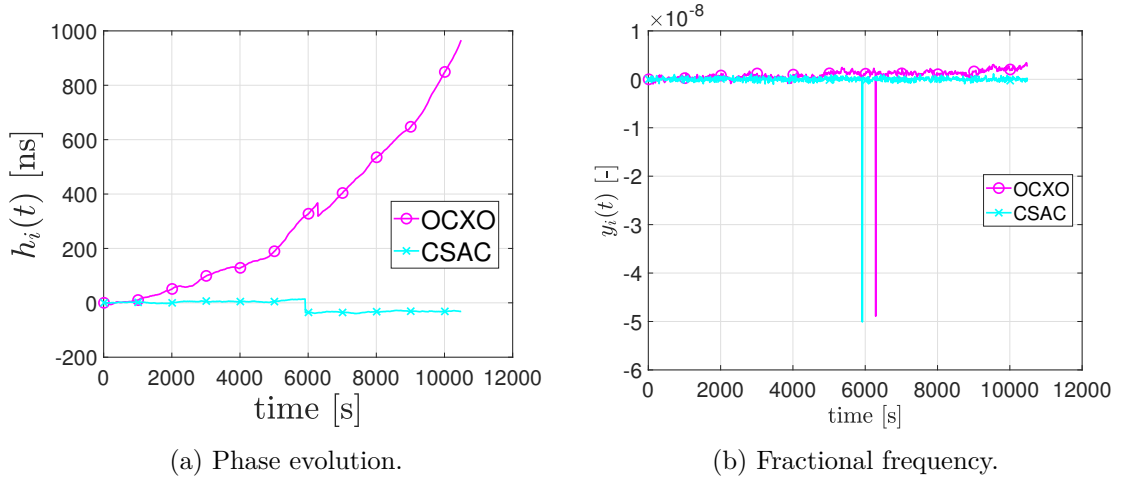 1000
800
600
400
200
0
-200
h_i(t) [ns]
OCXO
CSAC
0 2000 4000 6000 8000 10000 12000
time [s]
(a) Phase evolution.
×10^-8
1
0
-1
-2
-3
-4
-5
-6
y_i(t) [-]
OCXO
CSAC
0 2000 4000 6000 8000 10000 12000
time [s]
(b) Fractional frequency.